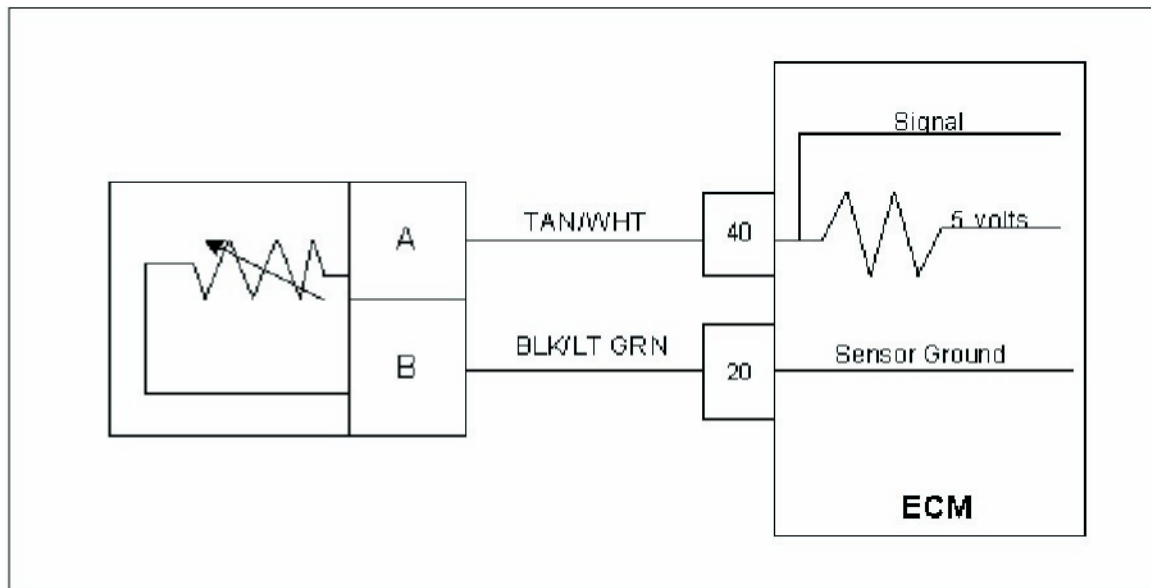 Signal
A
TAN/WHT
40
5 volts
B
BLK/LT GRN
20
Sensor Ground
ECM